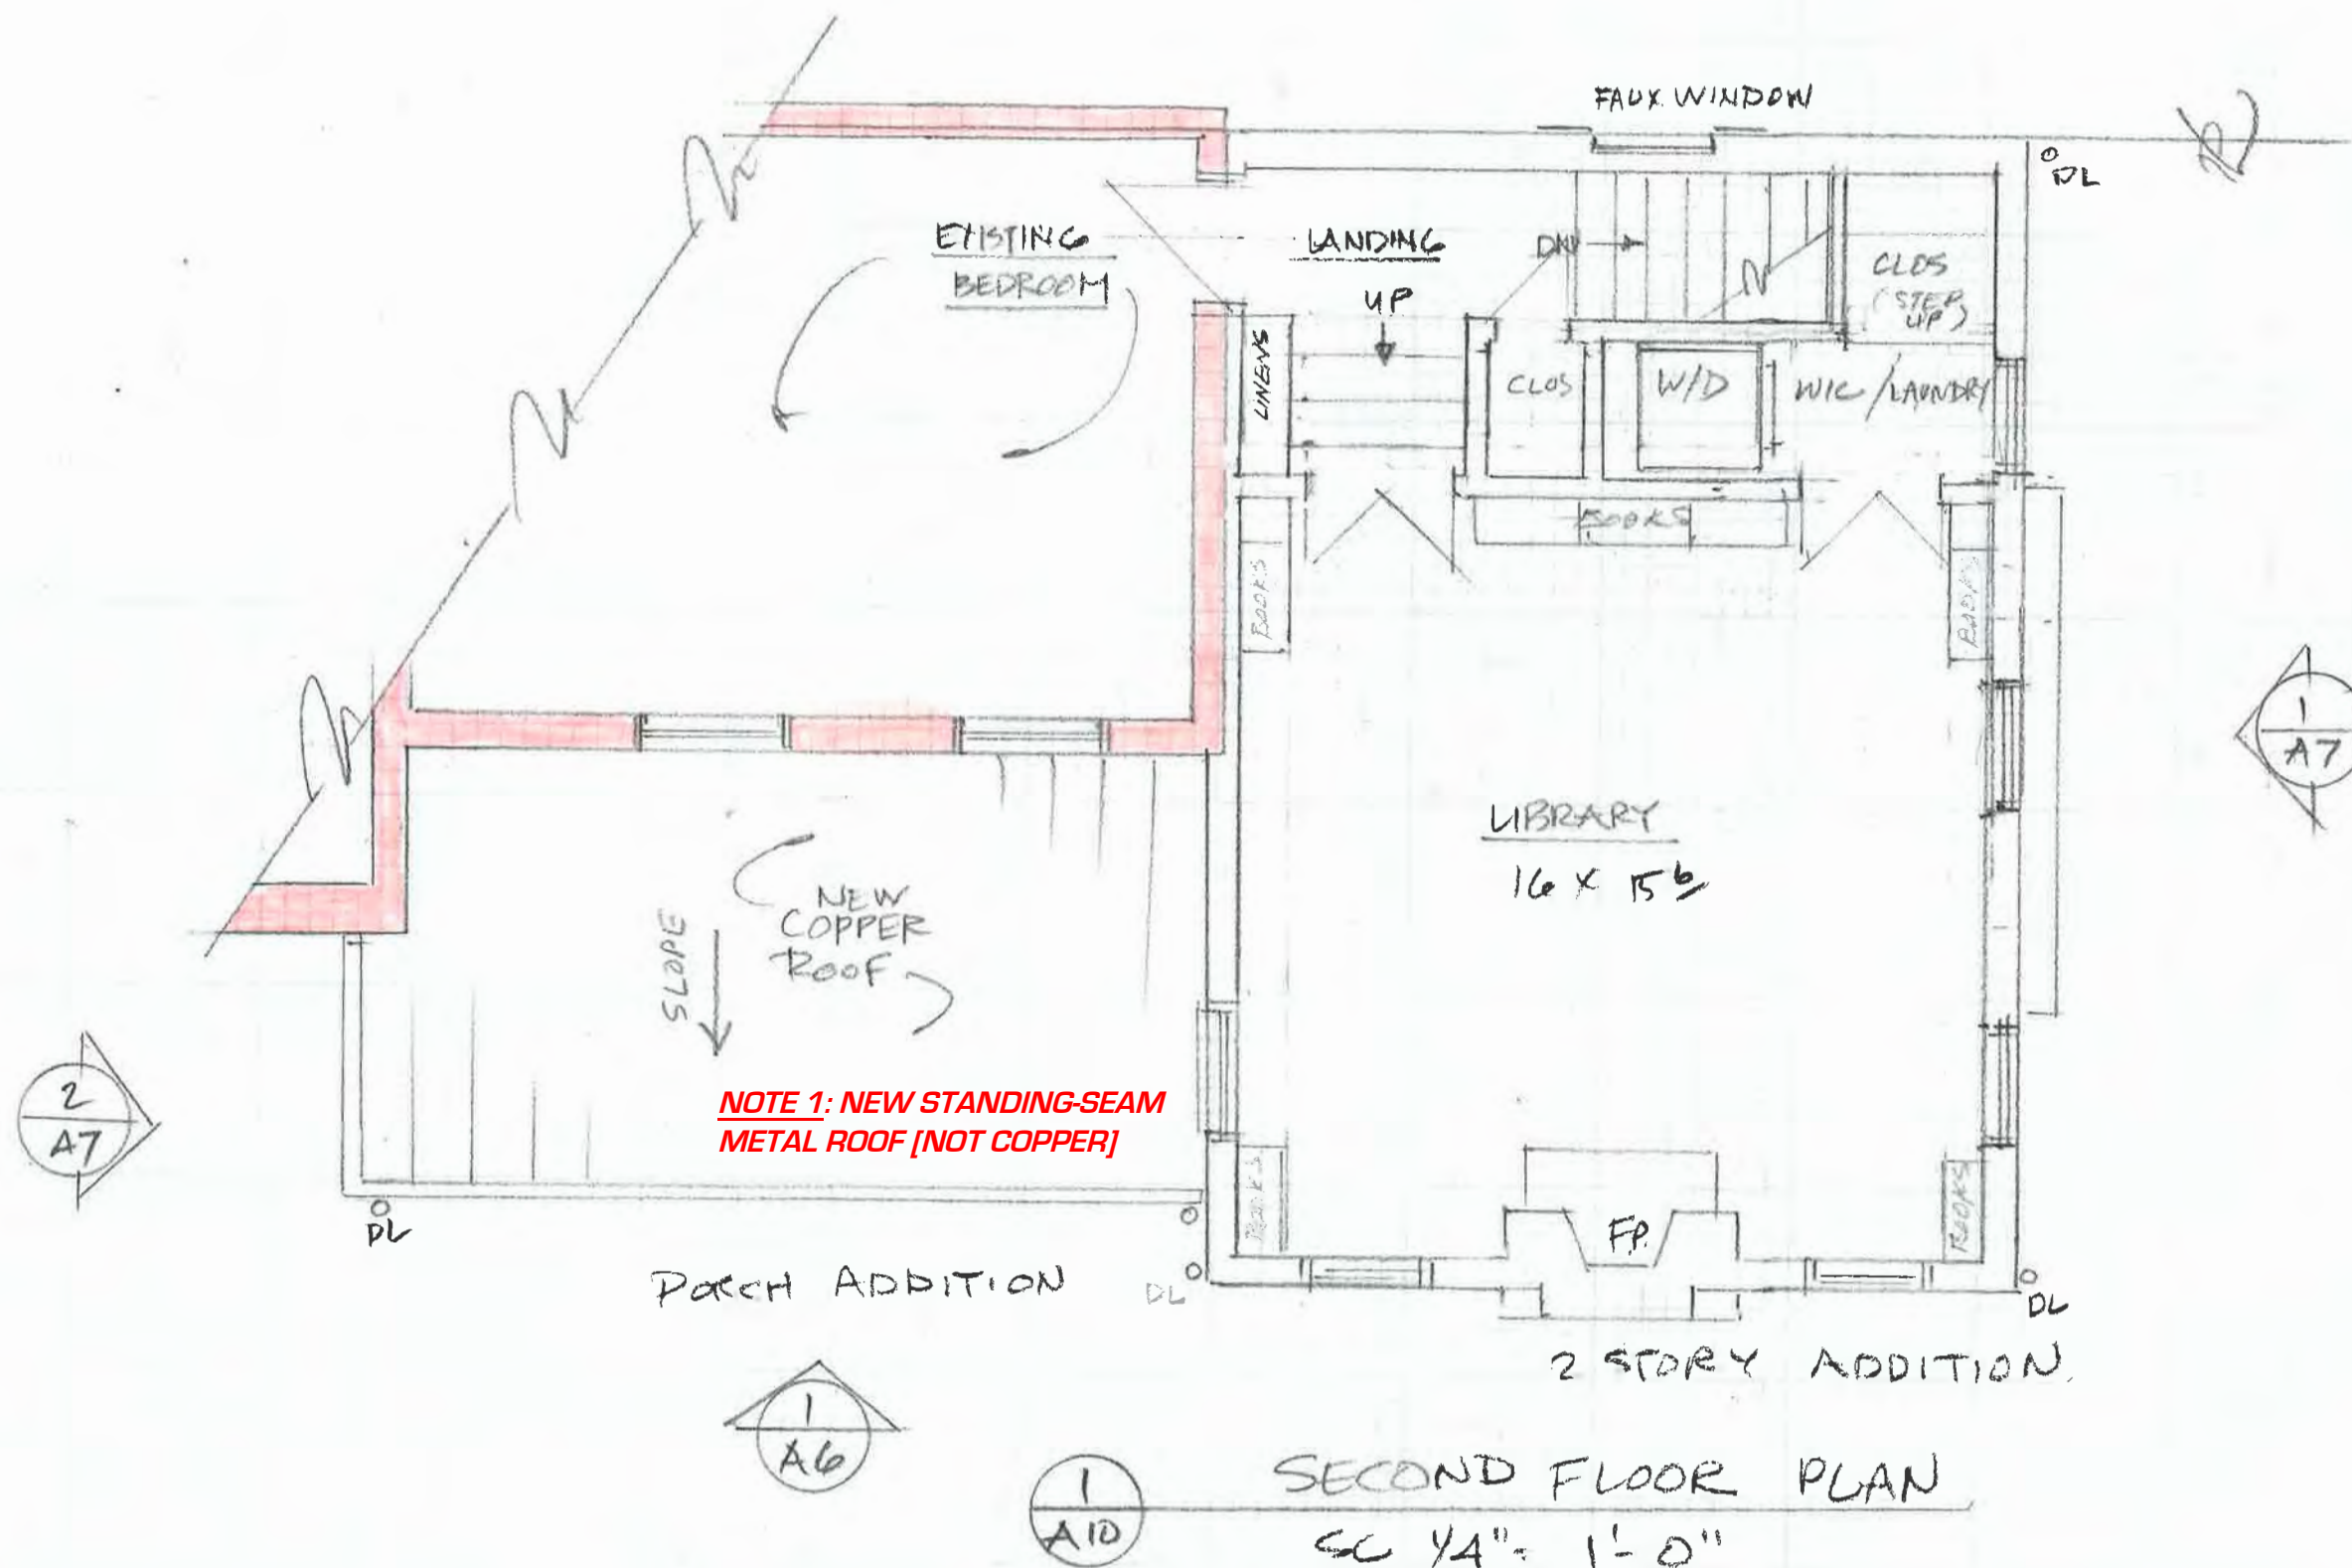 FAUX WINDOW
DL
EXISTING
BEDROOM
LANDING
UP
DN
CLOS
(STEP
UP)
LINENS
CLOS
W/D
WIC/LAUNDRY
BOOKS
BOOKS
BOOKS
1
A7
LIBRARY
16 X 15⁶
NEW
COPPER
ROOF
SLOPE
NOTE 1: NEW STANDING-SEAM
METAL ROOF [NOT COPPER]
2
A7
BOOKS
BOOKS
F.P.
DL
DL
DL
PORCH ADDITION
2 STORY ADDITION
1
A6
1
A10
SECOND FLOOR PLAN
SC 1/4" = 1'-0"